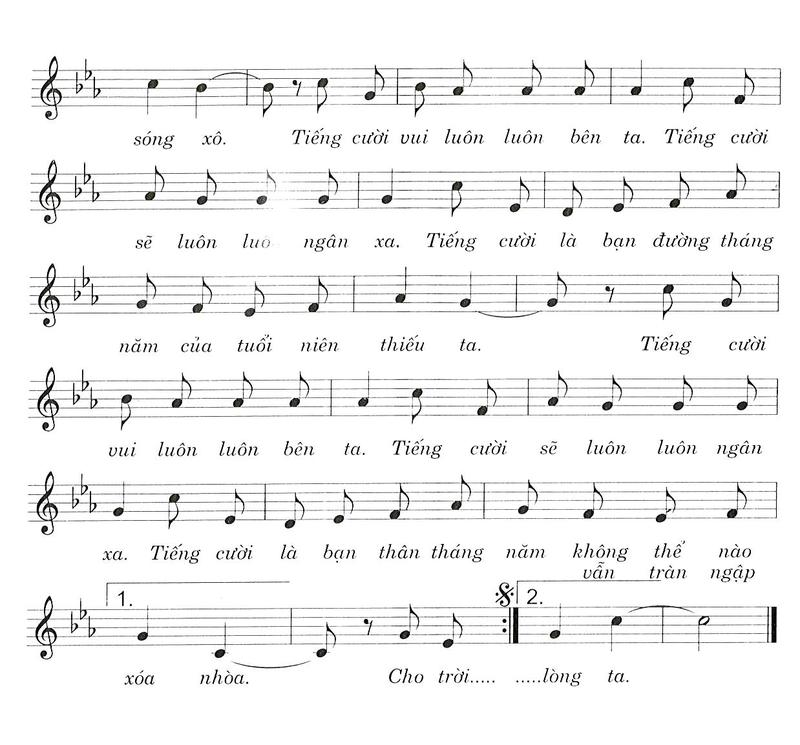 sóng xô. Tiếng cười vui luôn luôn bên ta. Tiếng cười
sẽ luôn luô ngân xa. Tiếng cười là bạn đường tháng
năm của tuổi niên thiếu ta. Tiếng cười
vui luôn luôn bên ta. Tiếng cười sẽ luôn luôn ngân
xa. Tiếng cười là bạn thân tháng năm không thể nào
vẫn tràn ngập
1. 2.
xóa nhòa. Cho trời..... .....lòng ta.